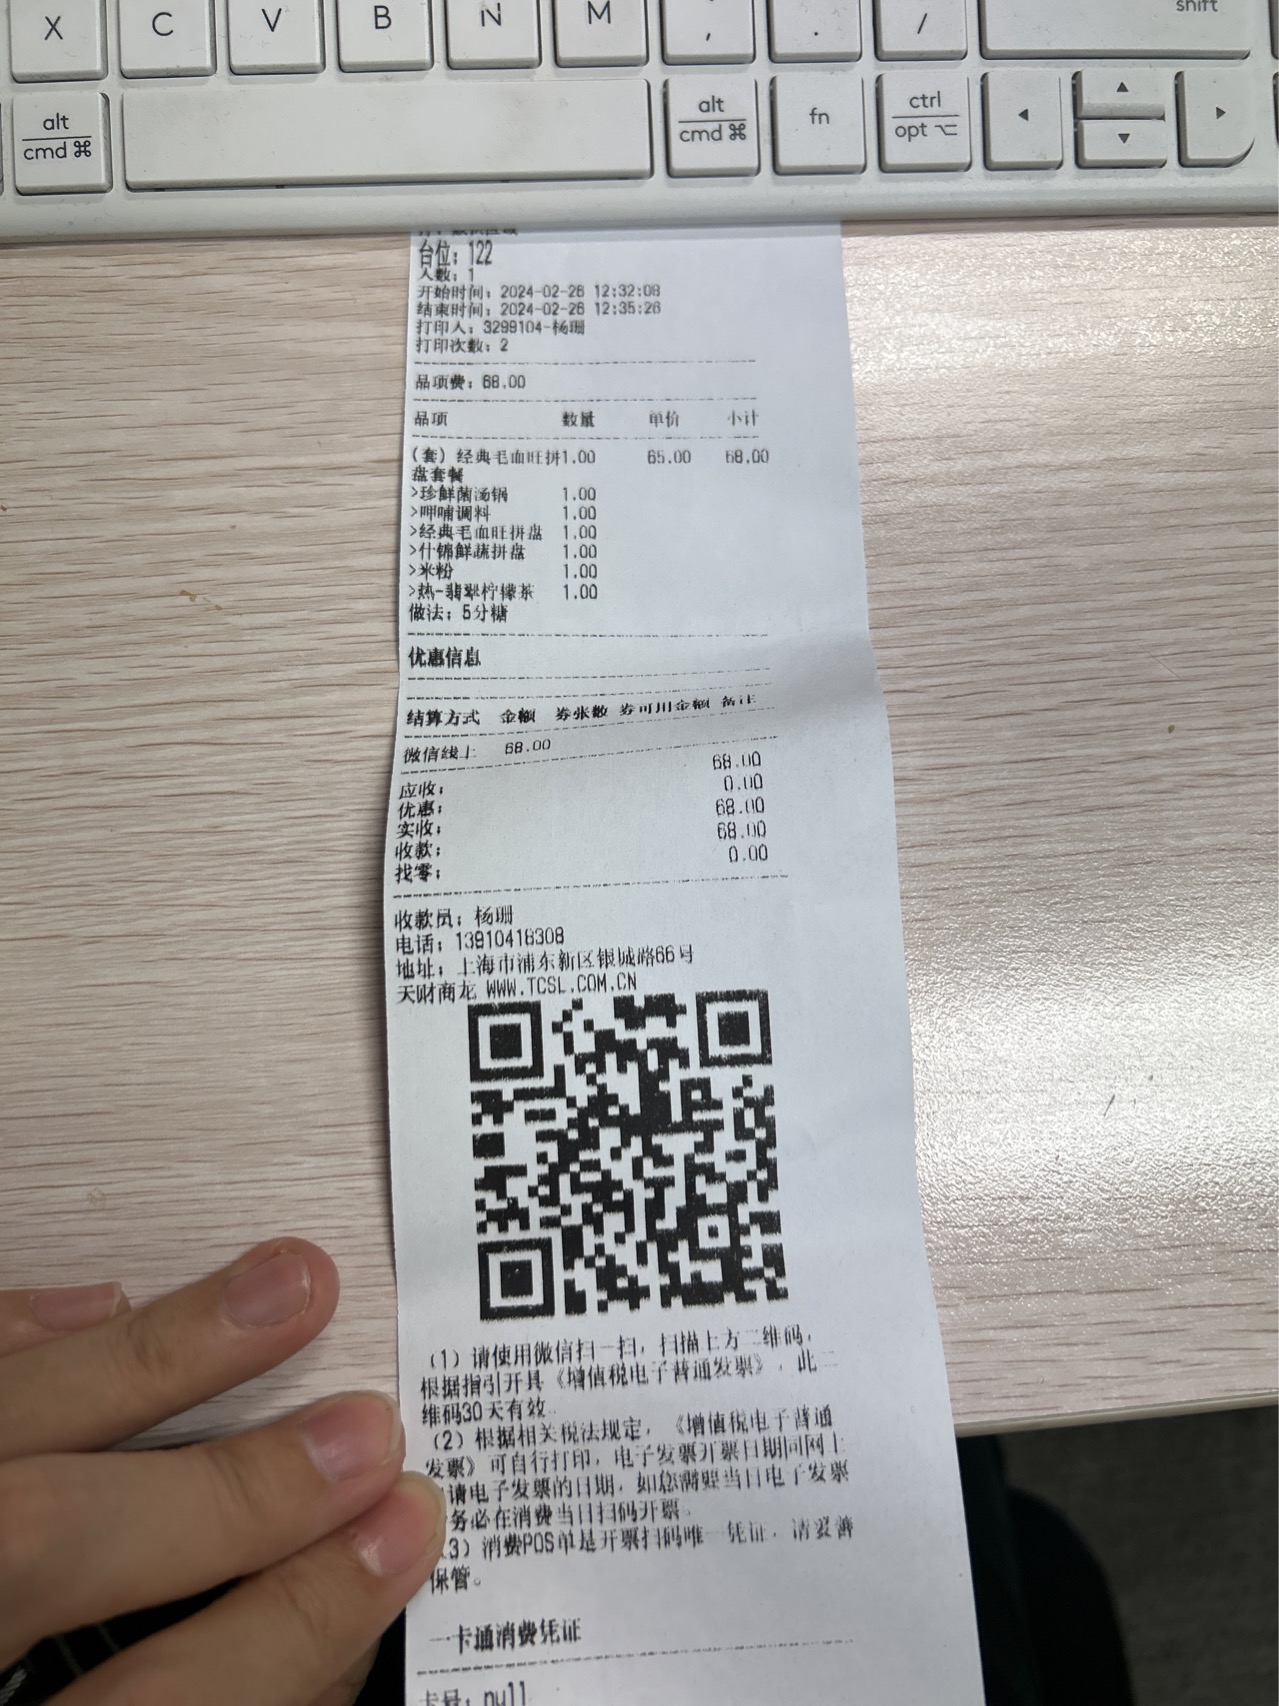 X C V B N M , . / shift
alt cmd ⌘ alt cmd ⌘ fn ctrl opt ⌥ ◀ ▲ ▼ ▶
台位：122
人数：1
开始时间：2024-02-26 12:32:08
结束时间：2024-02-26 12:35:26
打印人：3299104-杨珊
打印次数：2
品项费：68.00
品项 数量 单价 小计
(套) 经典毛血旺拼1.00 65.00 68.00
盘套餐
>珍鲜菌汤锅 1.00
>呷哺调料 1.00
>经典毛血旺拼盘 1.00
>什锦鲜蔬拼盘 1.00
>米粉 1.00
>热-翡翠柠檬茶 1.00
做法：5分糖
优惠信息
结算方式 金额 券张数 券可用金额 备注
微信线上 68.00
应收： 68.00
优惠： 0.00
实收： 68.00
收款： 68.00
找零： 0.00
收款员：杨珊
电话：13910418308
地址：上海市浦东新区银城路66号
天财商龙 WWW.TCSL.COM.CN
(1) 请使用微信扫一扫，扫描上方二维码，
根据指引开具《增值税电子普通发票》，此二
维码30天有效。
(2) 根据相关税法规定，《增值税电子普通
发票》可自行打印，电子发票开票日期同网上
请电子发票的日期，如您需要当日电子发票
务必在消费当日扫码开票。
3) 消费POS单是开票扫码唯一凭证，请妥善
保管。
一卡通消费凭证
卡号：null